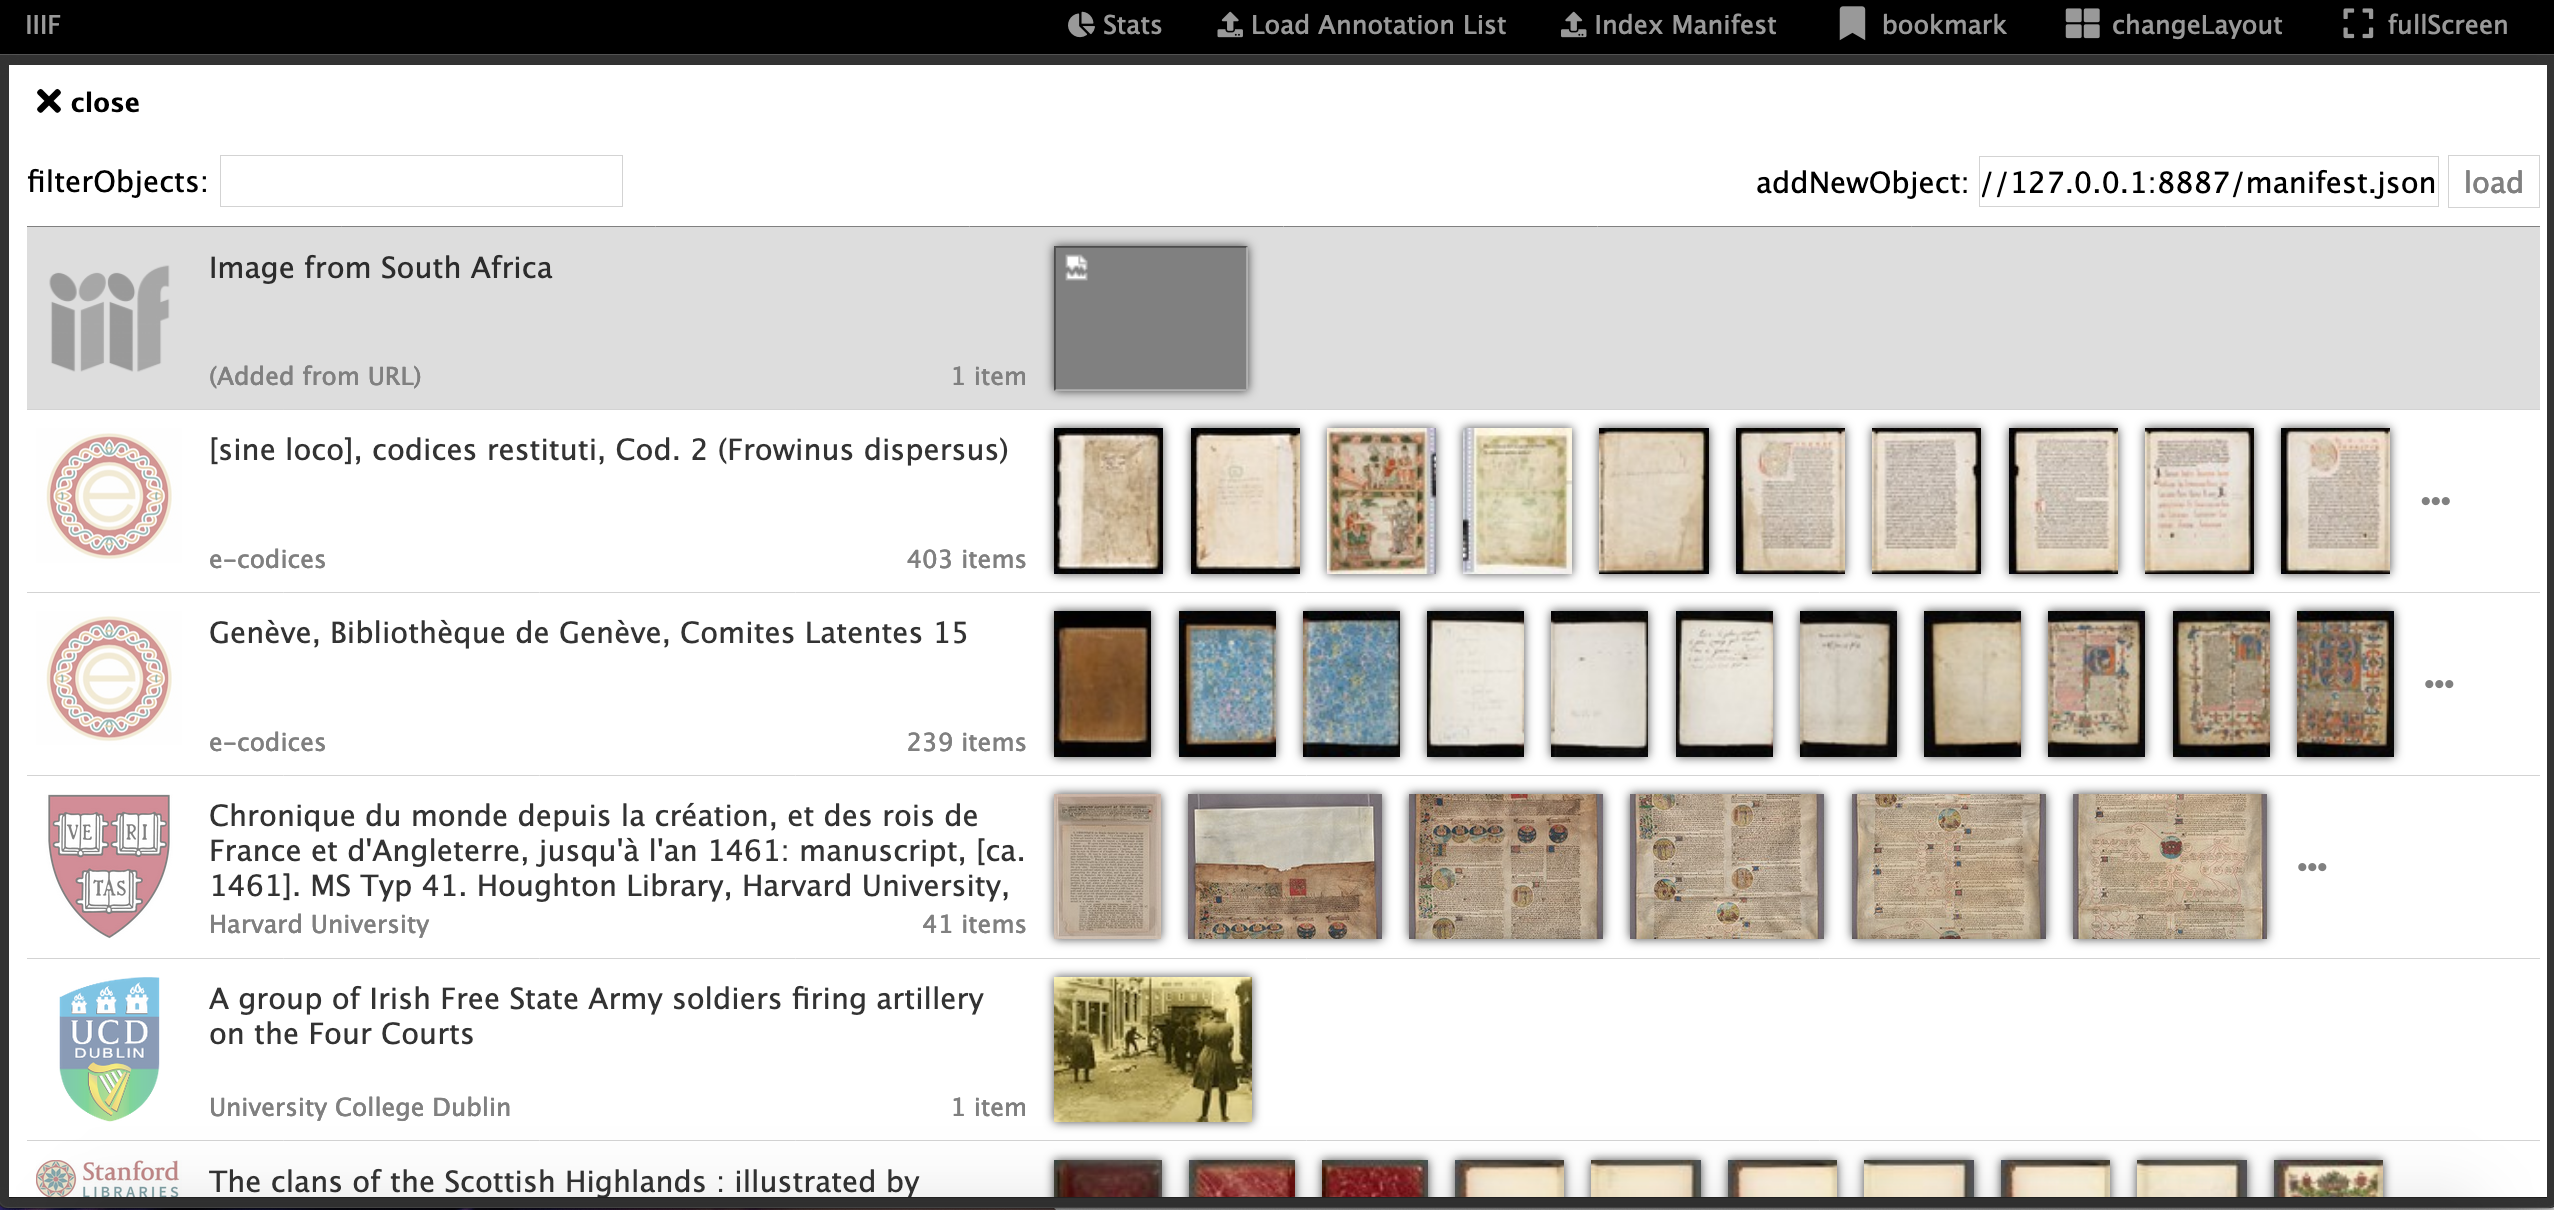 IIIF
Stats
Load Annotation List
Index Manifest
bookmark
changeLayout
fullScreen
close
filterObjects:
addNewObject: //127.0.0.1:8887/manifest.json load
iiif
Image from South Africa
(Added from URL)
1 item
e
[sine loco], codices restituti, Cod. 2 (Frowinus dispersus)
e-codices
403 items
e
Genève, Bibliothèque de Genève, Comites Latentes 15
e-codices
239 items
VE RI
TAS
Chronique du monde depuis la création, et des rois de
France et d'Angleterre, jusqu'à l'an 1461: manuscript, [ca.
1461]. MS Typ 41. Houghton Library, Harvard University,
Harvard University
41 items
UCD
DUBLIN
A group of Irish Free State Army soldiers firing artillery
on the Four Courts
University College Dublin
1 item
Stanford
LIBRARIES
The clans of the Scottish Highlands : illustrated by